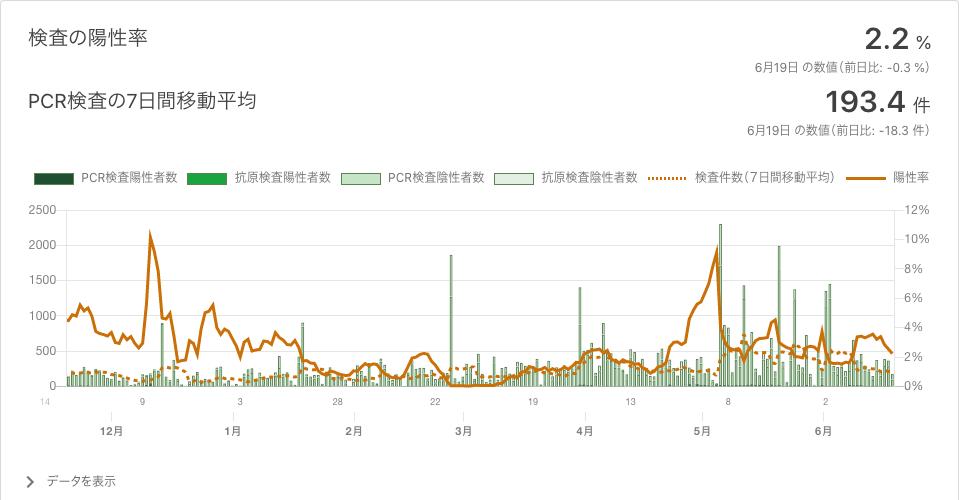 検査の陽性率
2.2 %
6月19日 の数値(前日比: -0.3 %)
PCR検査の7日間移動平均
193.4 件
6月19日 の数値(前日比: -18.3 件)
PCR検査陽性者数 抗原検査陽性者数 PCR検査陰性者数 抗原検査陰性者数 検査件数(7日間移動平均) 陽性率
2500 12%
10%
2000
8%
1500
6%
1000
4%
500
2%
0 0%
14 9 3 28 22 19 13 8 2
12月 1月 2月 3月 4月 5月 6月
データを表示